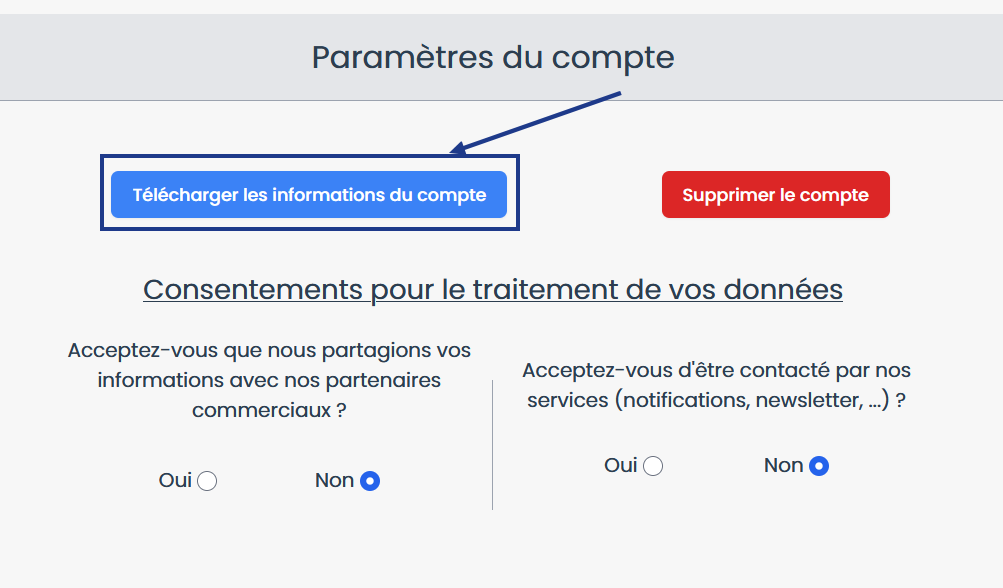 Paramètres du compte
Télécharger les informations du compte
Supprimer le compte
Consentements pour le traitement de vos données
Acceptez-vous que nous partagions vos
informations avec nos partenaires
commerciaux ?
Oui
Non
Acceptez-vous d'être contacté par nos
services (notifications, newsletter, ...) ?
Oui
Non